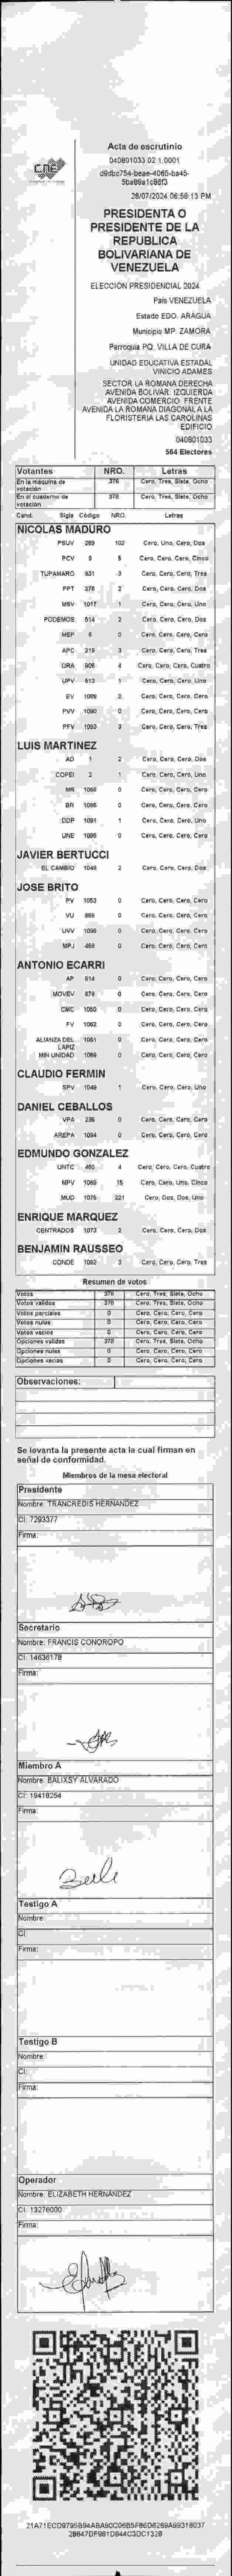 Acta de escrutinio
040801033.02.1.0001
d9dbc754-beae-4065-ba45-
5ba89a1c86f3
28/07/2024 06:56:13 PM
CNE
PRESIDENTA O
PRESIDENTE DE LA
REPUBLICA
BOLIVARIANA DE
VENEZUELA
ELECCIÓN PRESIDENCIAL 2024
País VENEZUELA
Estado EDO. ARAGUA
Municipio MP. ZAMORA
Parroquia PQ. VILLA DE CURA
UNIDAD EDUCATIVA ESTADAL
VINICIO ADAMES
SECTOR LA ROMANA DERECHA
AVENIDA BOLIVAR. IZQUIERDA
AVENIDA COMERCIO. FRENTE
AVENIDA LA ROMANA DIAGONAL A LA
FLORISTERIA LAS CAROLINAS
EDIFICIO
040801033
564 Electores
Votantes NRO. Letras
En la máquina de votación 378 Cero, Tres, Siete, Ocho
En el cuaderno de votación 378 Cero, Tres, Siete, Ocho
Cand. Sigla Código NRO. Letras
NICOLAS MADURO
PSUV 289 102 Cero, Uno, Cero, Dos
PCV 9 5 Cero, Cero, Cero, Cinco
TUPAMARO 931 3 Cero, Cero, Cero, Tres
PPT 276 2 Cero, Cero, Cero, Dos
MSV 1017 1 Cero, Cero, Cero, Uno
PODEMOS 514 2 Cero, Cero, Cero, Dos
MEP 6 0 Cero, Cero, Cero, Cero
APC 219 3 Cero, Cero, Cero, Tres
ORA 905 4 Cero, Cero, Cero, Cuatro
UPV 513 1 Cero, Cero, Cero, Uno
EV 1089 0 Cero, Cero, Cero, Cero
PVV 1090 0 Cero, Cero, Cero, Cero
PFV 1093 3 Cero, Cero, Cero, Tres
LUIS MARTINEZ
AD 1 2 Cero, Cero, Cero, Dos
COPEI 2 1 Cero, Cero, Cero, Uno
MR 1065 0 Cero, Cero, Cero, Cero
BR 1066 0 Cero, Cero, Cero, Cero
DDP 1091 1 Cero, Cero, Cero, Uno
UNE 1095 0 Cero, Cero, Cero, Cero
JAVIER BERTUCCI
EL CAMBIO 1048 2 Cero, Cero, Cero, Dos
JOSE BRITO
PV 1053 0 Cero, Cero, Cero, Cero
VU 866 0 Cero, Cero, Cero, Cero
UVV 1096 0 Cero, Cero, Cero, Cero
MPJ 458 0 Cero, Cero, Cero, Cero
ANTONIO ECARRI
AP 514 0 Cero, Cero, Cero, Cero
MOVEV 878 0 Cero, Cero, Cero, Cero
CMC 1050 0 Cero, Cero, Cero, Cero
FV 1062 0 Cero, Cero, Cero, Cero
ALIANZA DEL LAPIZ 1061 0 Cero, Cero, Cero, Cero
MIN UNIDAD 1069 0 Cero, Cero, Cero, Cero
CLAUDIO FERMIN
SPV 1049 1 Cero, Cero, Cero, Uno
DANIEL CEBALLOS
VPA 236 0 Cero, Cero, Cero, Cero
AREPA 1094 0 Cero, Cero, Cero, Cero
EDMUNDO GONZALEZ
UNTC 460 4 Cero, Cero, Cero, Cuatro
MPV 1059 15 Cero, Cero, Uno, Cinco
MUD 1075 221 Cero, Dos, Dos, Uno
ENRIQUE MARQUEZ
CENTRADOS 1073 2 Cero, Cero, Cero, Dos
BENJAMIN RAUSSEO
CONDE 1092 3 Cero, Cero, Cero, Tres
Resumen de votos
Votos 378 Cero, Tres, Siete, Ocho
Votos validos 378 Cero, Tres, Siete, Ocho
Votos parciales 0 Cero, Cero, Cero, Cero
Votos nulos 0 Cero, Cero, Cero, Cero
Votos vacios 0 Cero, Cero, Cero, Cero
Opciones validas 378 Cero, Tres, Siete, Ocho
Opciones nulas 0 Cero, Cero, Cero, Cero
Opciones vacias 0 Cero, Cero, Cero, Cero
Observaciones:
Se levanta la presente acta la cual firman en
señal de conformidad.
Miembros de la mesa electoral
Presidente
Nombre: TRANCREDIS HERNANDEZ
CI: 7293377
Firma:
Secretario
Nombre: FRANCIS CONOROPO
CI: 14636178
Firma:
Miembro A
Nombre: BALIXSY ALVARADO
CI: 19418264
Firma:
Testigo A
Nombre:
CI:
Firma:
Testigo B
Nombre:
CI:
Firma:
Operador
Nombre: ELIZABETH HERNANDEZ
CI: 13276000
Firma:
21A71ECD9795B94ABA90C06B5F86D6269A99318037
28847DF981D944C3DC1328